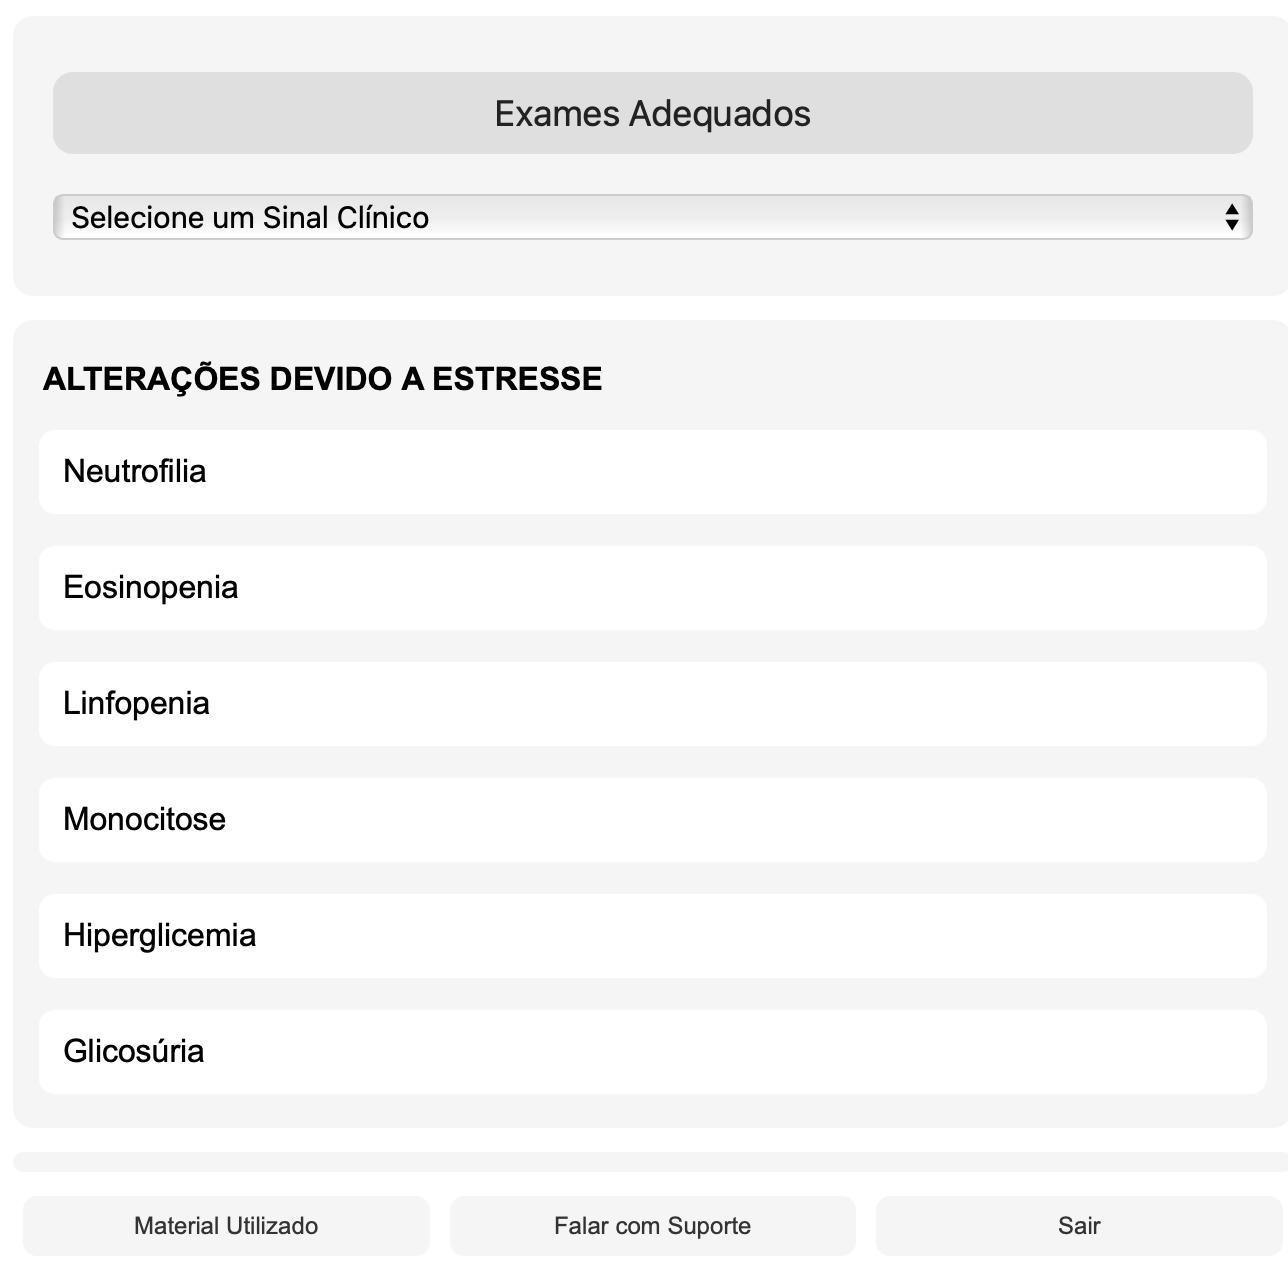 Exames Adequados
Selecione um Sinal Clínico
ALTERAÇÕES DEVIDO A ESTRESSE
Neutrofilia
Eosinopenia
Linfopenia
Monocitose
Hiperglicemia
Glicosúria
Material Utilizado
Falar com Suporte
Sair